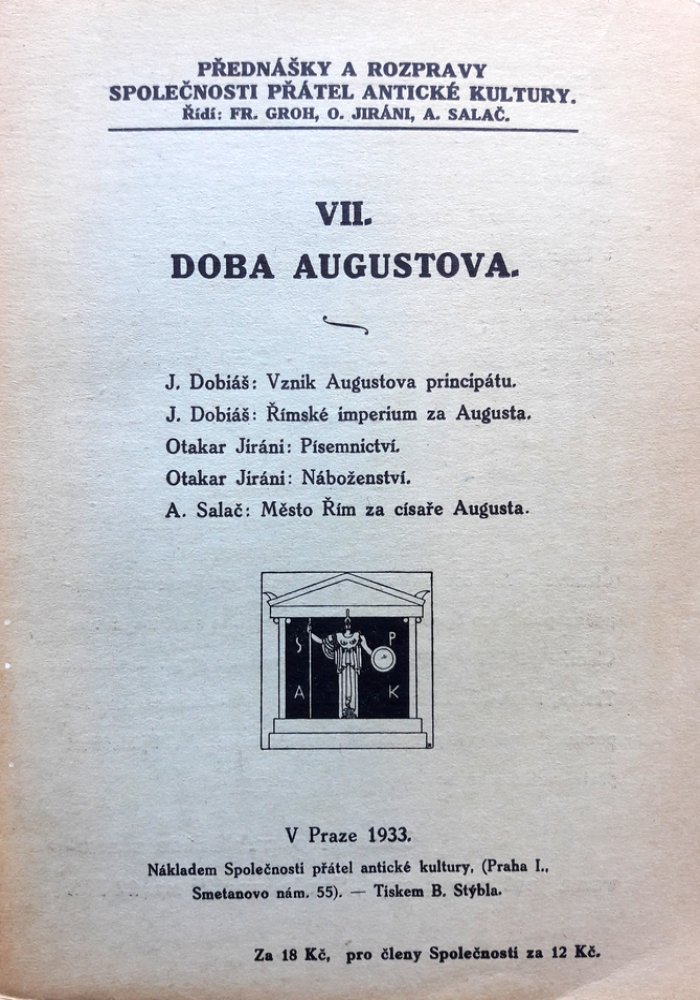 PŘEDNÁŠKY A ROZPRAVY
SPOLEČNOSTI PŘÁTEL ANTICKÉ KULTURY.
Řídí: FR. GROH, O. JIRÁNI, A. SALAČ.
VII.
DOBA AUGUSTOVA.
J. Dobiáš: Vznik Augustova principátu.
J. Dobiáš: Římské imperium za Augusta.
Otakar Jiráni: Písemnictví.
Otakar Jiráni: Náboženství.
A. Salač: Město Řím za císaře Augusta.
S P
A K
V Praze 1933.
Nákladem Společnosti přátel antické kultury, (Praha I.,
Smetanovo nám. 55). — Tiskem B. Stýbla.
Za 18 Kč, pro členy Společnosti za 12 Kč.